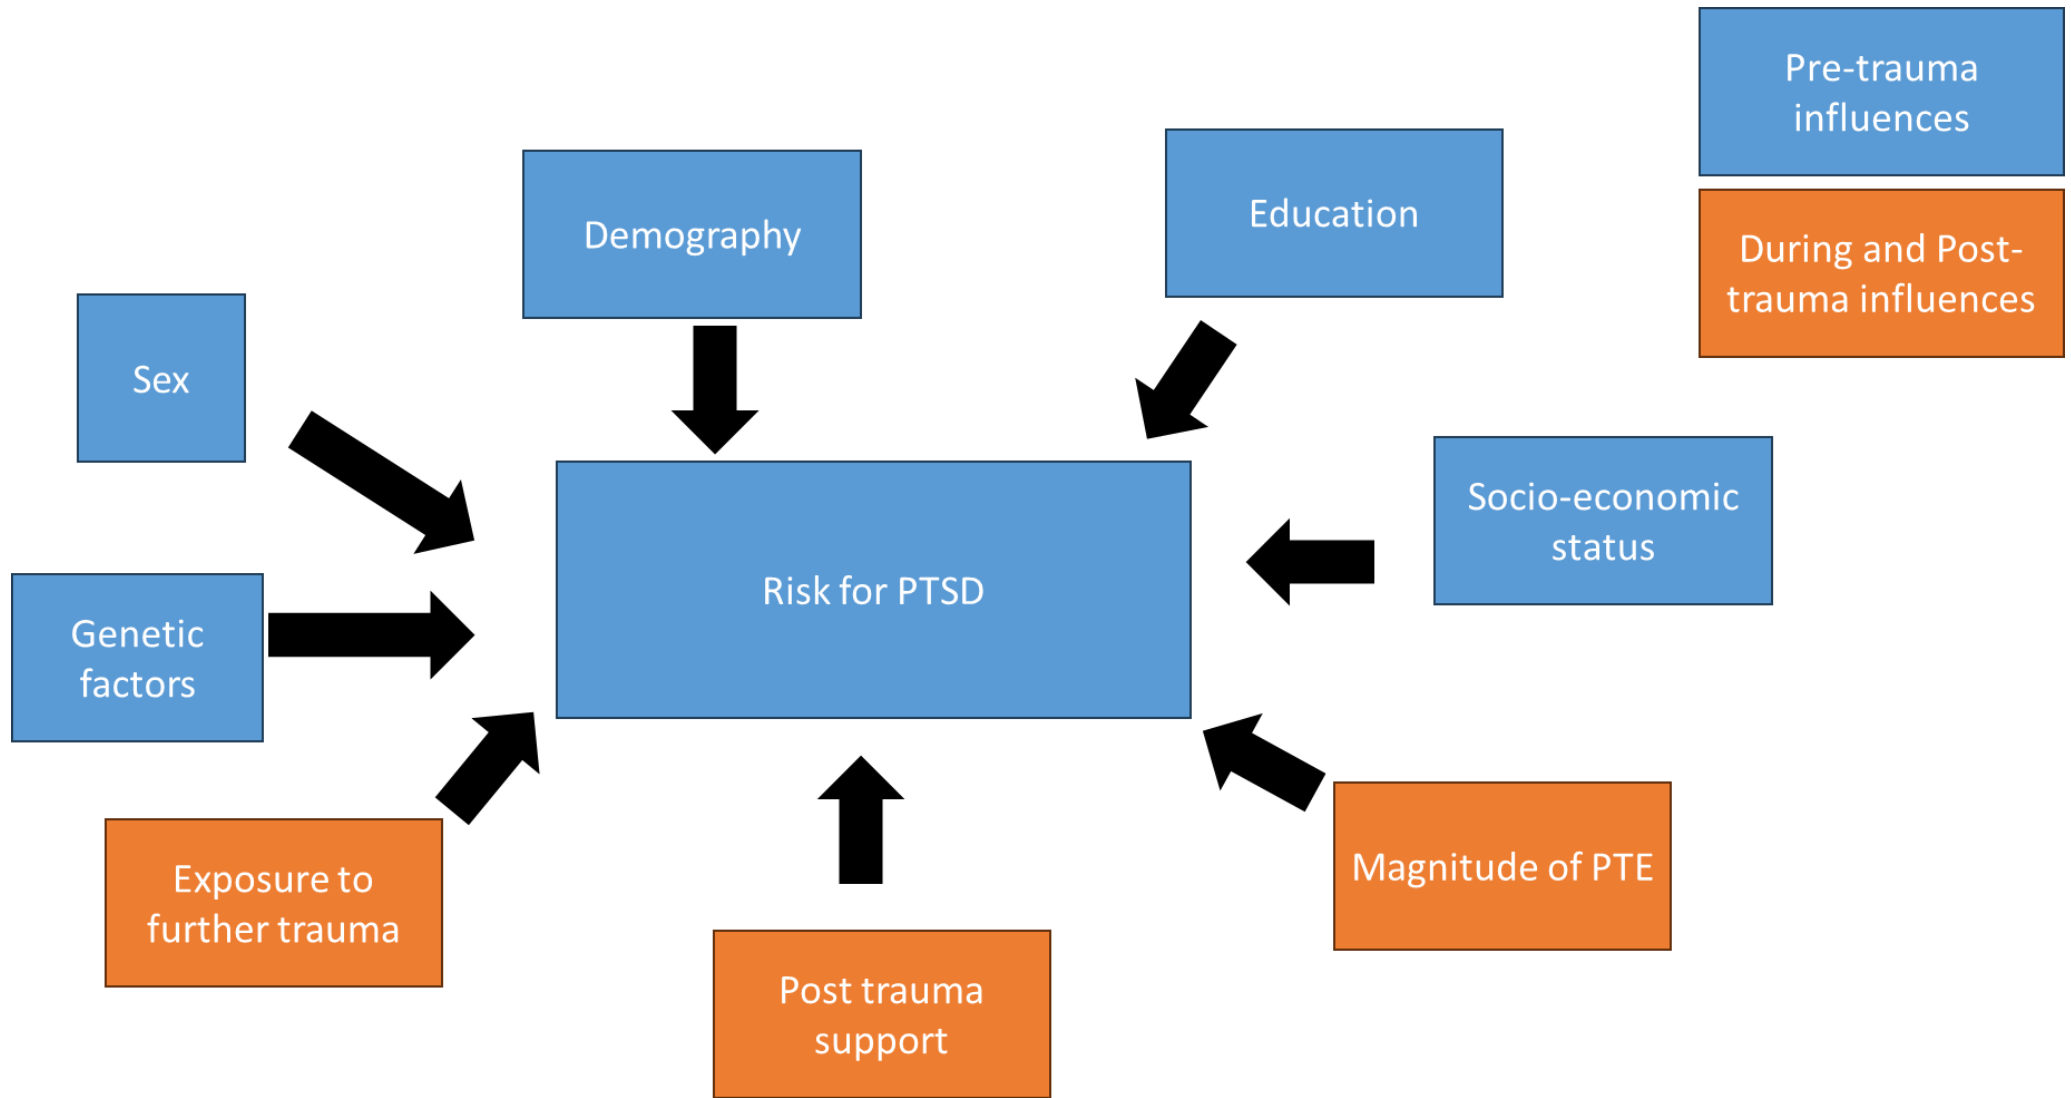 Pre-trauma
influences
During and Post-
trauma influences
Demography
Education
Sex
Socio-economic
status
Risk for PTSD
Genetic
factors
Exposure to
further trauma
Magnitude of PTE
Post trauma
support